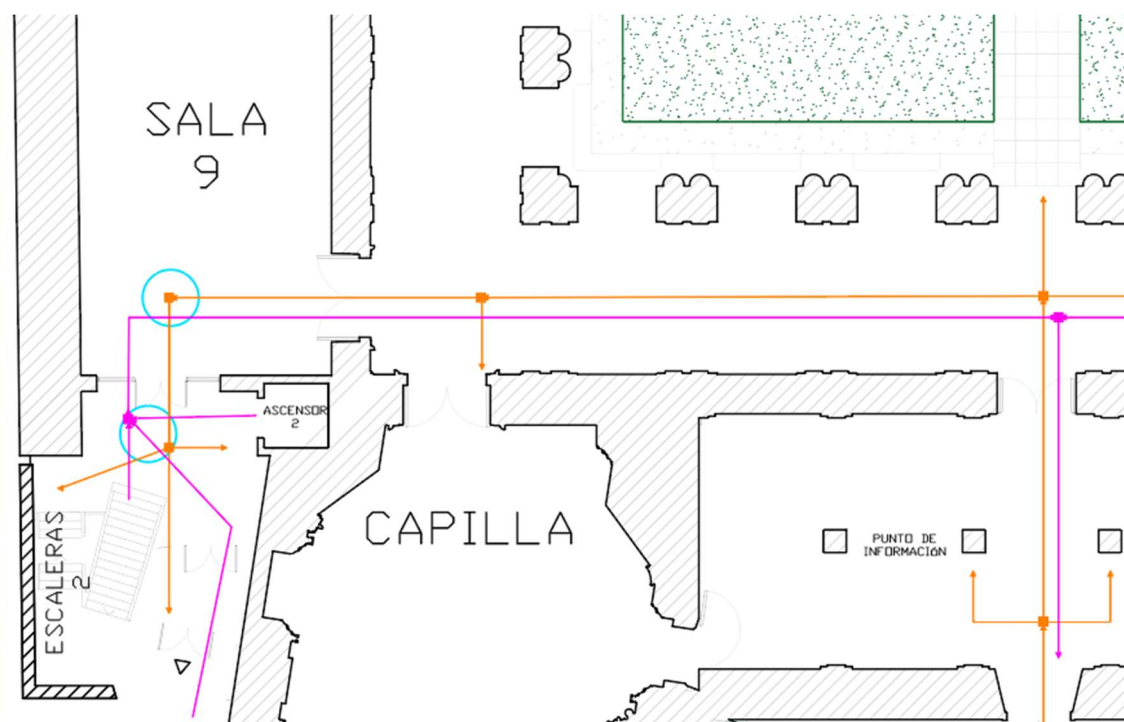 SALA
9
ASCENSOR
2
CAPILLA
PUNTO DE
INFORMACIÓN
ESCALERAS
2